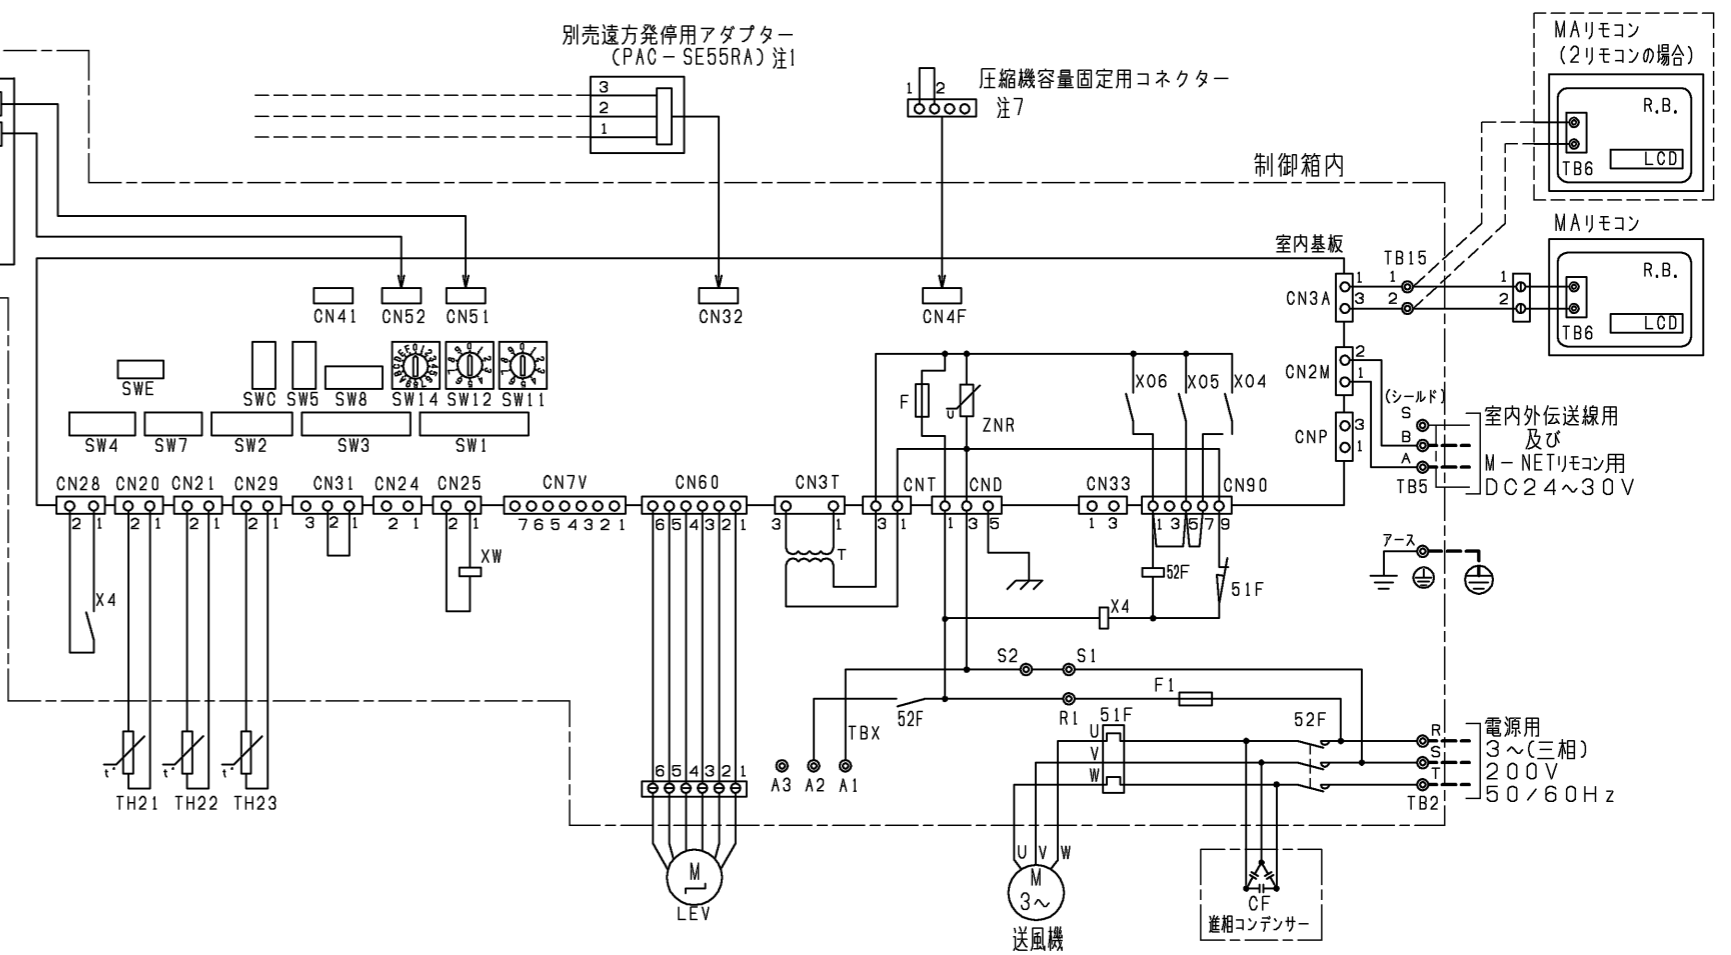 別売遠方発停用アダプター
(PAC-SE55RA)注1
3
2
1
1 2
圧縮機容量固定用コネクター
注7
MAリモコン
(2リモコンの場合)
R.B.
LCD
TB6
制御箱内
MAリモコン
R.B.
LCD
TB6
室内基板
TB15
CN3A
1 1 1
3 2 2
CN41 CN52 CN51 CN32 CN4F
SWE
SWC SW5 SW8 SW14 SW12 SW11
SW4 SW7 SW2 SW3 SW1
F
U
ZNR
X06 X05 X04
CN2M
2
1
CNP
3
1
(シールド)
S
B
A
TB5
室内外伝送線用
及び
M-NETリモコン用
DC24~30V
CN28 CN20 CN21 CN29 CN31 CN24 CN25 CN7V CN60 CN3T CNT CND CN33 CN90
2 1 2 1 2 1 2 1 3 2 1 2 1 2 1 7 6 5 4 3 2 1 6 5 4 3 2 1 3 1 3 1 1 3 5 1 3 1 3 5 7 9
X4
XW
T
52F
51F
X4
アース
S2 S1
52F
R1
F1
TBX
A3 A2 A1
51F
U
V
W
52F
R
S
T
TB2
電源用
3~(三相)
200V
50/60Hz
t°
t°
t°
TH21 TH22 TH23
6 5 4 3 2 1
M
LEV
U V W
M
3~
送風機
CF
進相コンデンサー